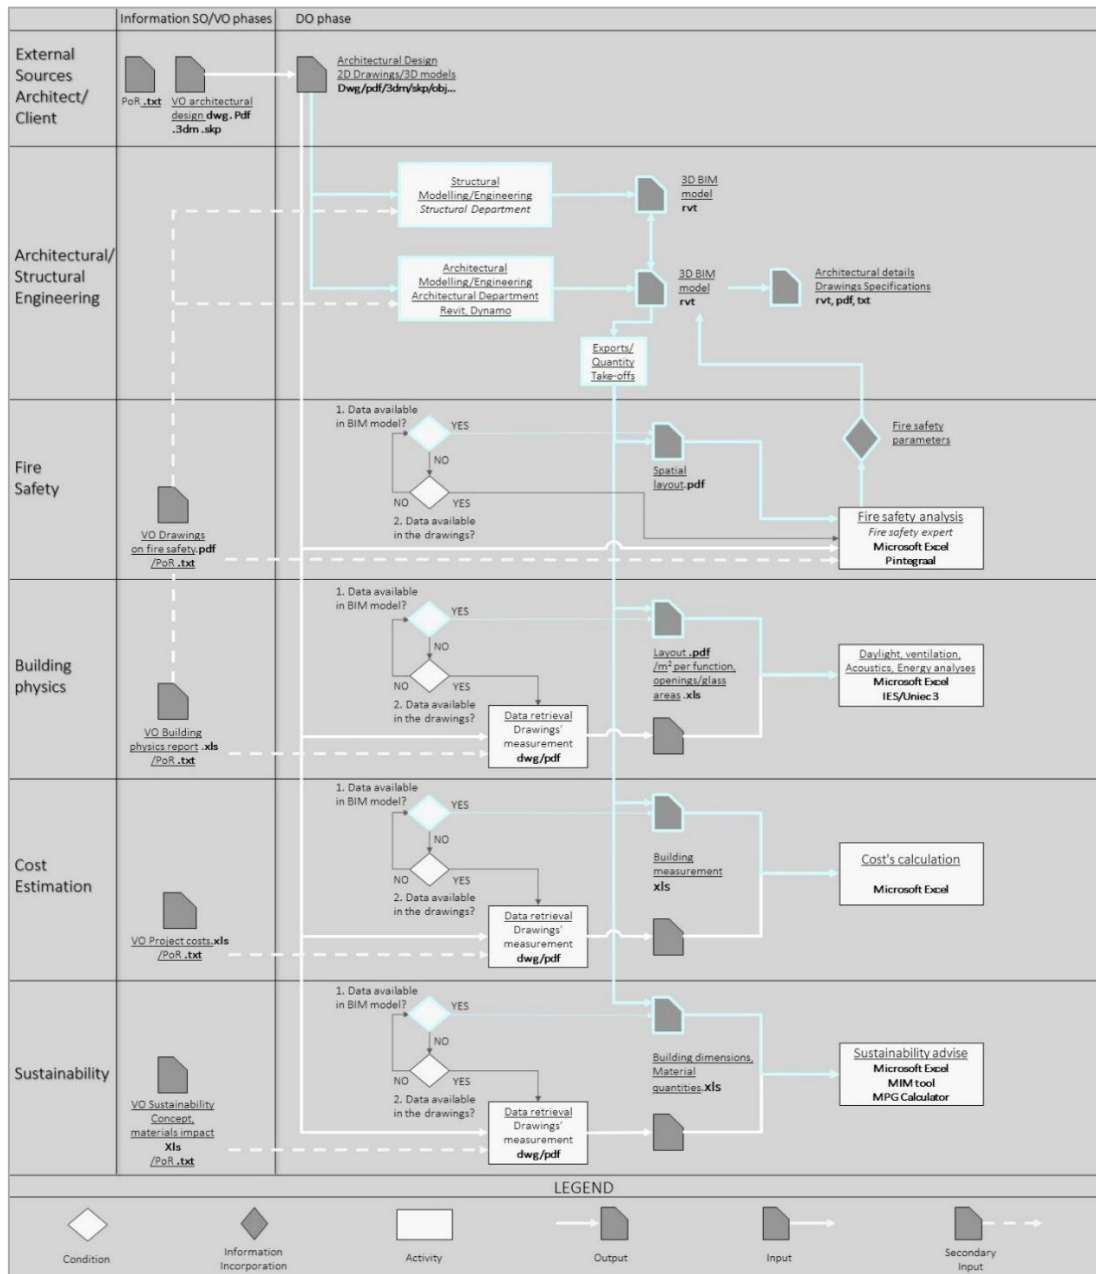 Information SO/VO phases
DO phase
External
Sources
Architect/
Client
PoR .txt
VO architectural
design dwg. Pdf
.3dm .skp
Architectural Design
2D Drawings/3D models
Dwg/pdf/3dm/skp/obj...
Architectural/
Structural
Engineering
Structural
Modelling/Engineering
Structural Department
3D BIM
model
rvt
Architectural
Modelling/Engineering
Architectural Department
Revit, Dynamo
3D BIM
model
rvt
Architectural details
Drawings Specifications
rvt, pdf, txt
Exports/
Quantity
Take-offs
Fire
Safety
VO Drawings
on fire safety.pdf
/PoR .txt
1. Data available
in BIM model?
YES
NO
NO
YES
2. Data available
in the drawings?
Spatial
layout.pdf
Fire safety
parameters
Fire safety analysis
Fire safety expert
Microsoft Excel
Pintegraal
Building
physics
VO Building
physics report .xls
/PoR .txt
1. Data available
in BIM model?
YES
NO
NO
YES
2. Data available
in the drawings?
Data retrieval
Drawings'
measurement
dwg/pdf
Layout .pdf
/m² per function,
openings/glass
areas .xls
Daylight, ventilation,
Acoustics, Energy analyses
Microsoft Excel
IES/Uniec 3
Cost
Estimation
VO Project costs.xls
/PoR .txt
1. Data available
in BIM model?
YES
NO
NO
YES
2. Data available
in the drawings?
Data retrieval
Drawings'
measurement
dwg/pdf
Building
measurement
xls
Cost's calculation
Microsoft Excel
Sustainability
VO Sustainability
Concept,
materials impact
Xls
/PoR .txt
1. Data available
in BIM model?
YES
NO
NO
YES
2. Data available
in the drawings?
Data retrieval
Drawings'
measurement
dwg/pdf
Building dimensions,
Material
quantities.xls
Sustainability advise
Microsoft Excel
MIM tool
MPG Calculator
LEGEND
Condition
Information
Incorporation
Activity
Output
Input
Secondary
Input